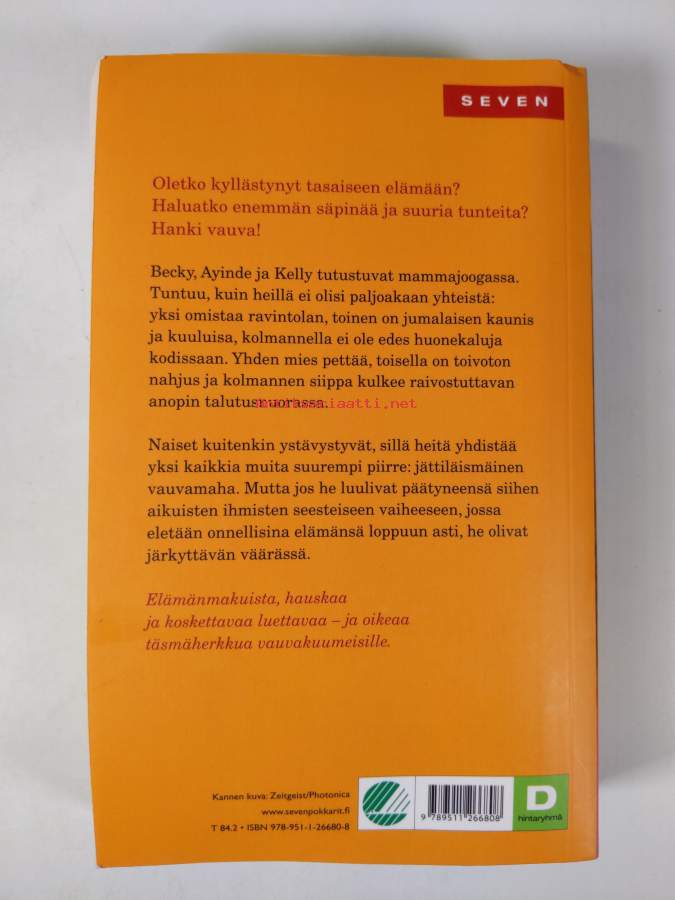 SEVEN
Oletko kyllästynyt tasaiseen elämään?
Haluatko enemmän säpinää ja suuria tunteita?
Hanki vauva!
Becky, Ayinde ja Kelly tutustuvat mammajoogassa.
Tuntuu, kuin heillä ei olisi paljoakaan yhteistä:
yksi omistaa ravintolan, toinen on jumalaisen kaunis
ja kuuluisa, kolmannella ei ole edes huonekaluja
kodissaan. Yhden mies pettää, toisella on toivoton
nahjus ja kolmannen siippa kulkee raivostuttavan
anopin talutusnuorassa.
Naiset kuitenkin ystävystyvät, sillä heitä yhdistää
yksi kaikkia muita suurempi piirre: jättiläismäinen
vauvamaha. Mutta jos he luulivat päätyneensä siihen
aikuisten ihmisten seesteiseen vaiheeseen, jossa
eletään onnellisina elämänsä loppuun asti, he olivat
järkyttävän väärässä.
Elämänmakuista, hauskaa
ja koskettavaa luettavaa – ja oikeaa
täsmäherkkua vauvakuumeisille.
Kannen kuva: Zeitgeist/Photonica
www.sevenpokkarit.fi
T 84.2 • ISBN 978-951-1-26680-8
9 789511 266808
D
hintaryhmä